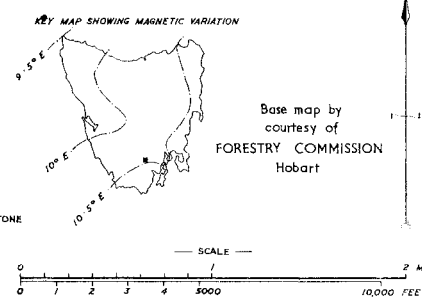 KEY MAP SHOWING MAGNETIC VARIATION
9·5° E
10° E
10·5° E
Base map by
courtesy of
FORESTRY COMMISSION
Hobart
TONE
SCALE
0 1 2 M
0 1 2 3 4 5000 10,000 FEE